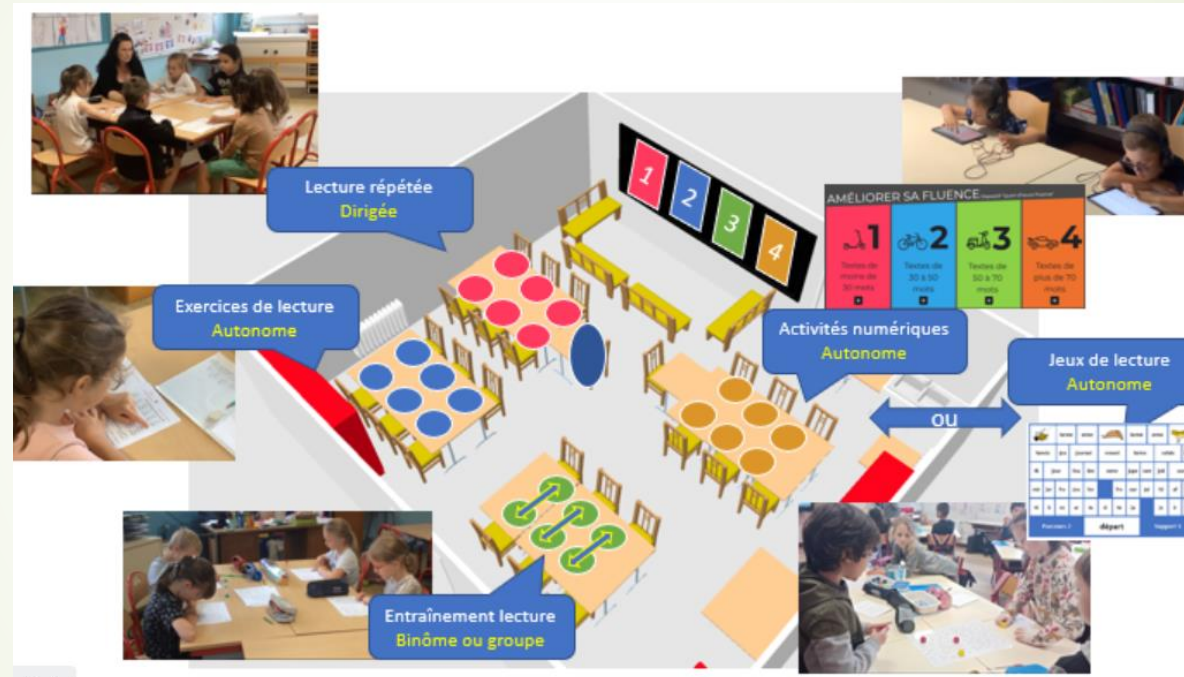 Lecture répétée
Dirigée
1
2
3
4
AMÉLIORER SA FLUENCE
1
2
3
4
Textes de
moins de
30 mots
Textes de
30 à 50
mots
Textes de
50 à 70
mots
Textes de
plus de 70
mots
Exercices de lecture
Autonome
Activités numériques
Autonome
Jeux de lecture
Autonome
OU
départ
Entraînement lecture
Binôme ou groupe